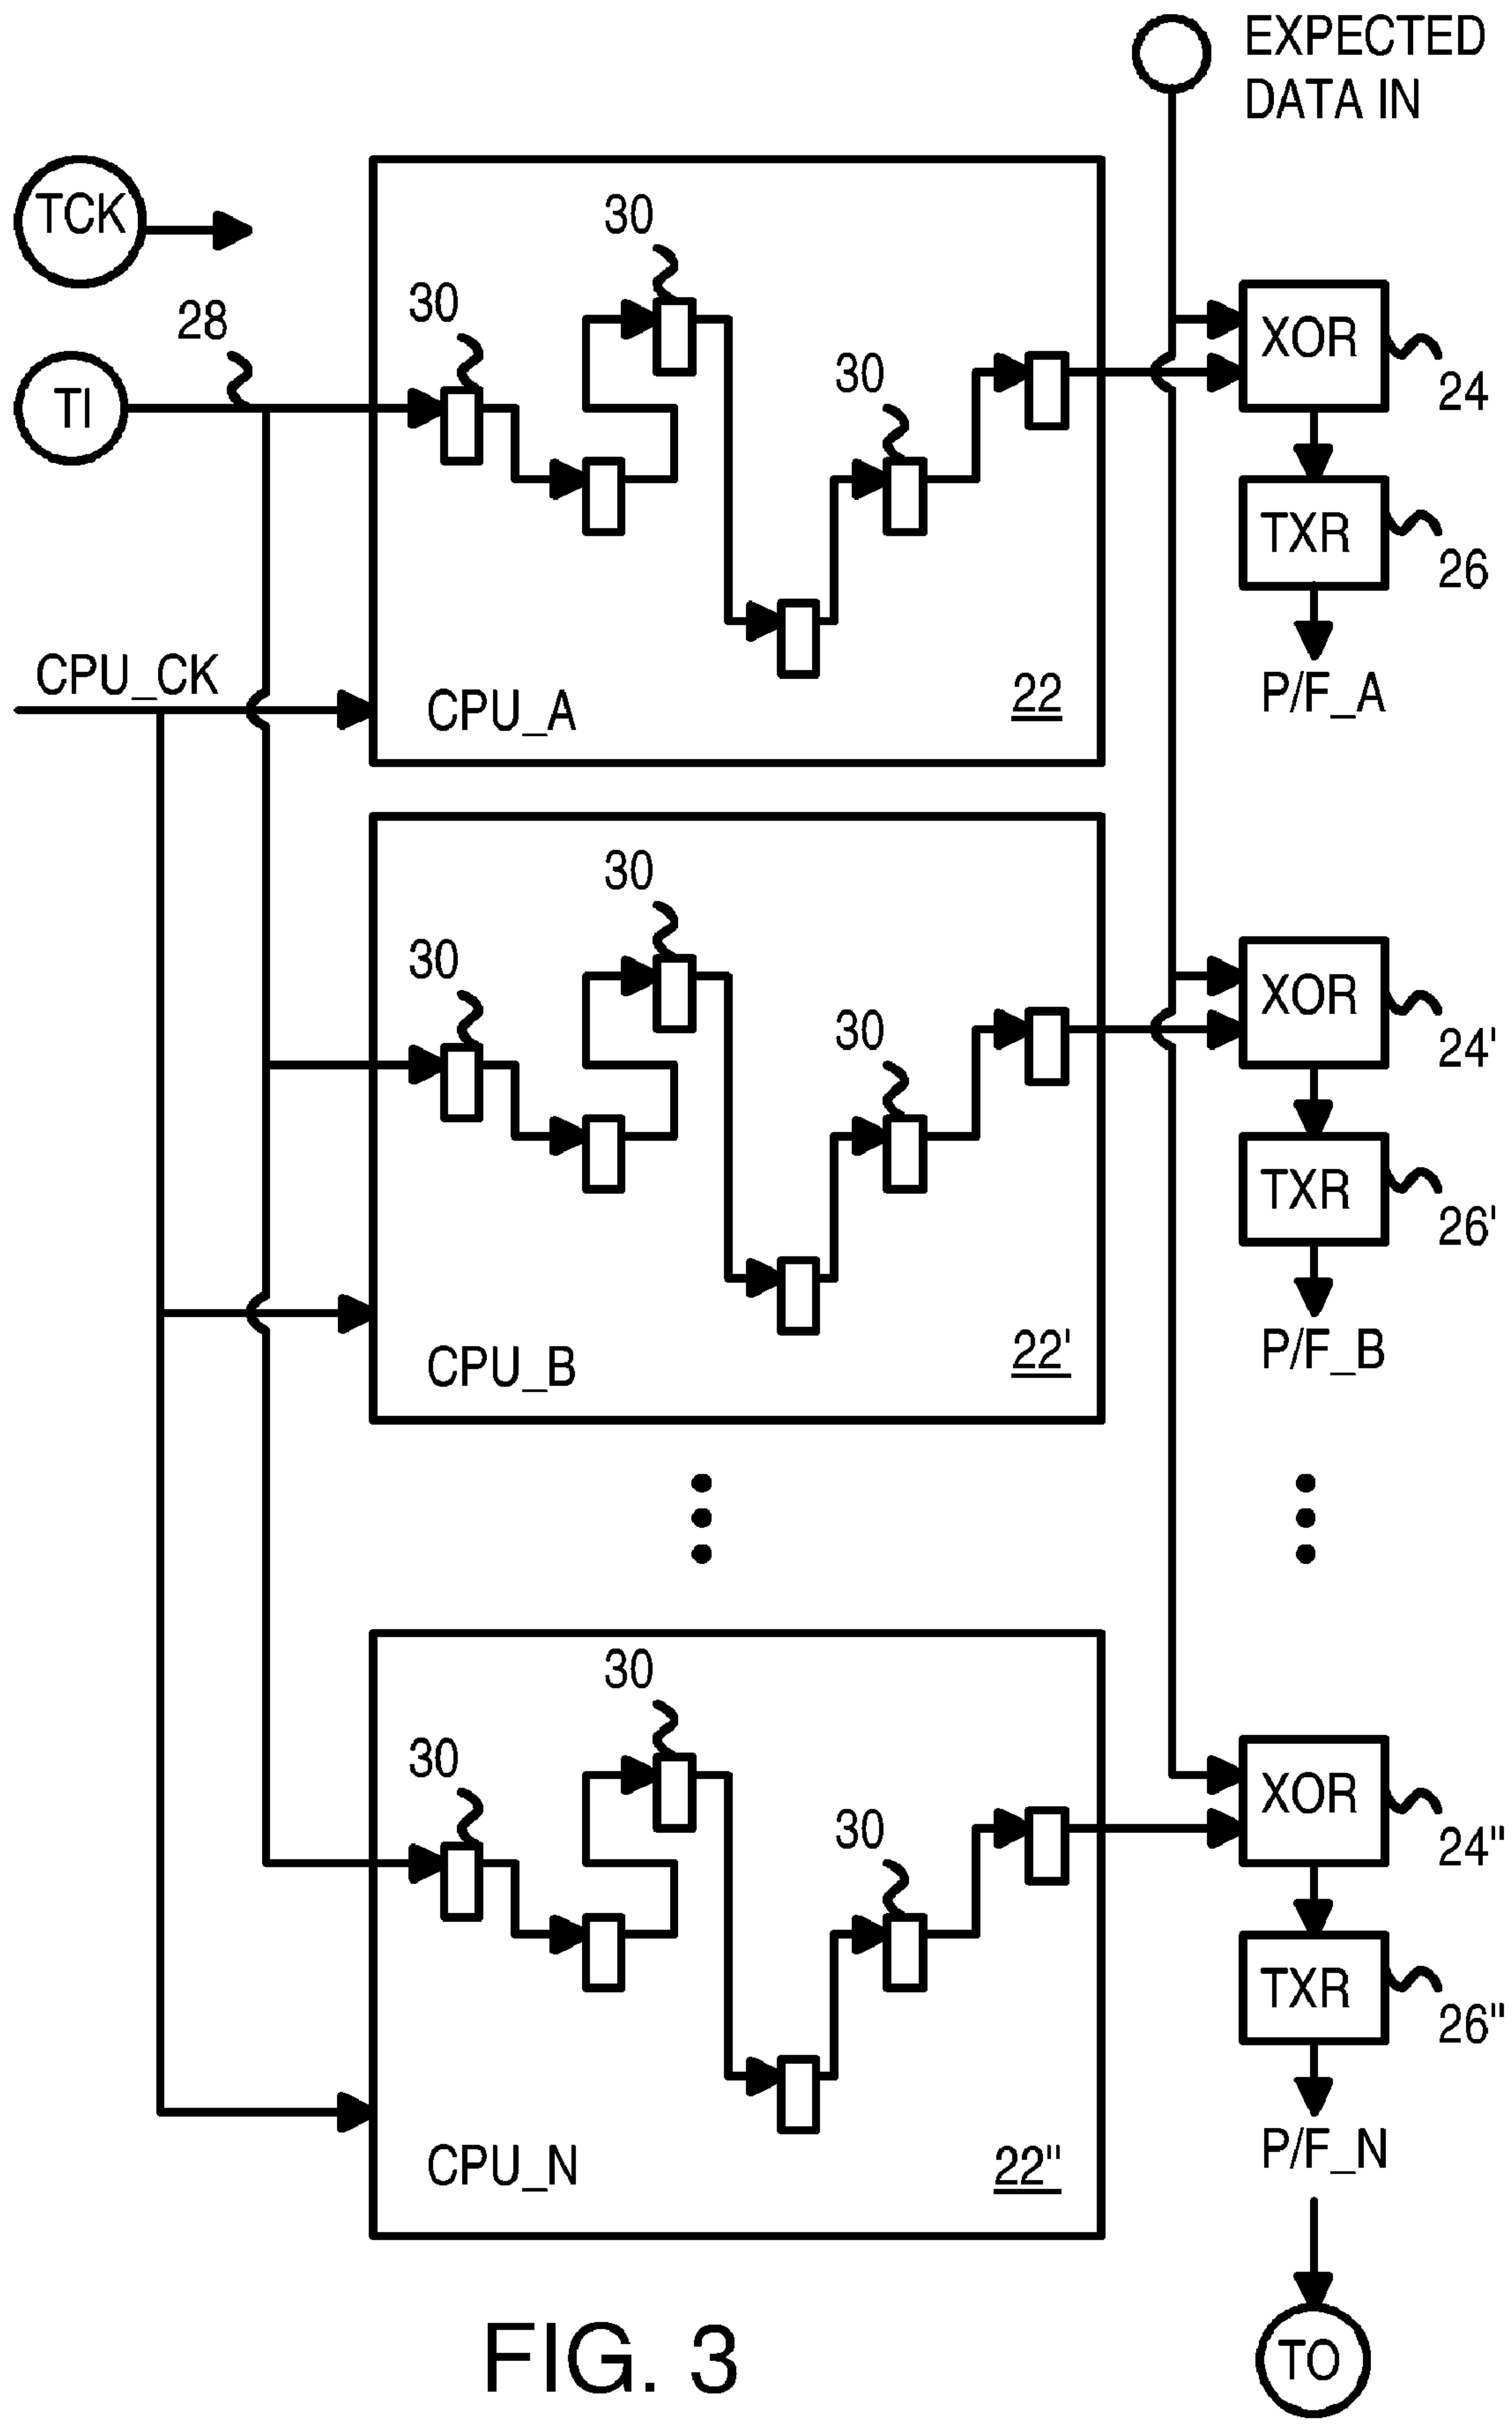 EXPECTED
DATA IN
TCK
30
28
30
XOR
30
24
TI
TXR
26
CPU_CK
CPU_A
22
P/F_A
30
30
XOR
30
24'
TXR
26'
CPU_B
22'
P/F_B
30
30
XOR
30
24"
TXR
26"
CPU_N
22"
P/F_N
FIG. 3
TO